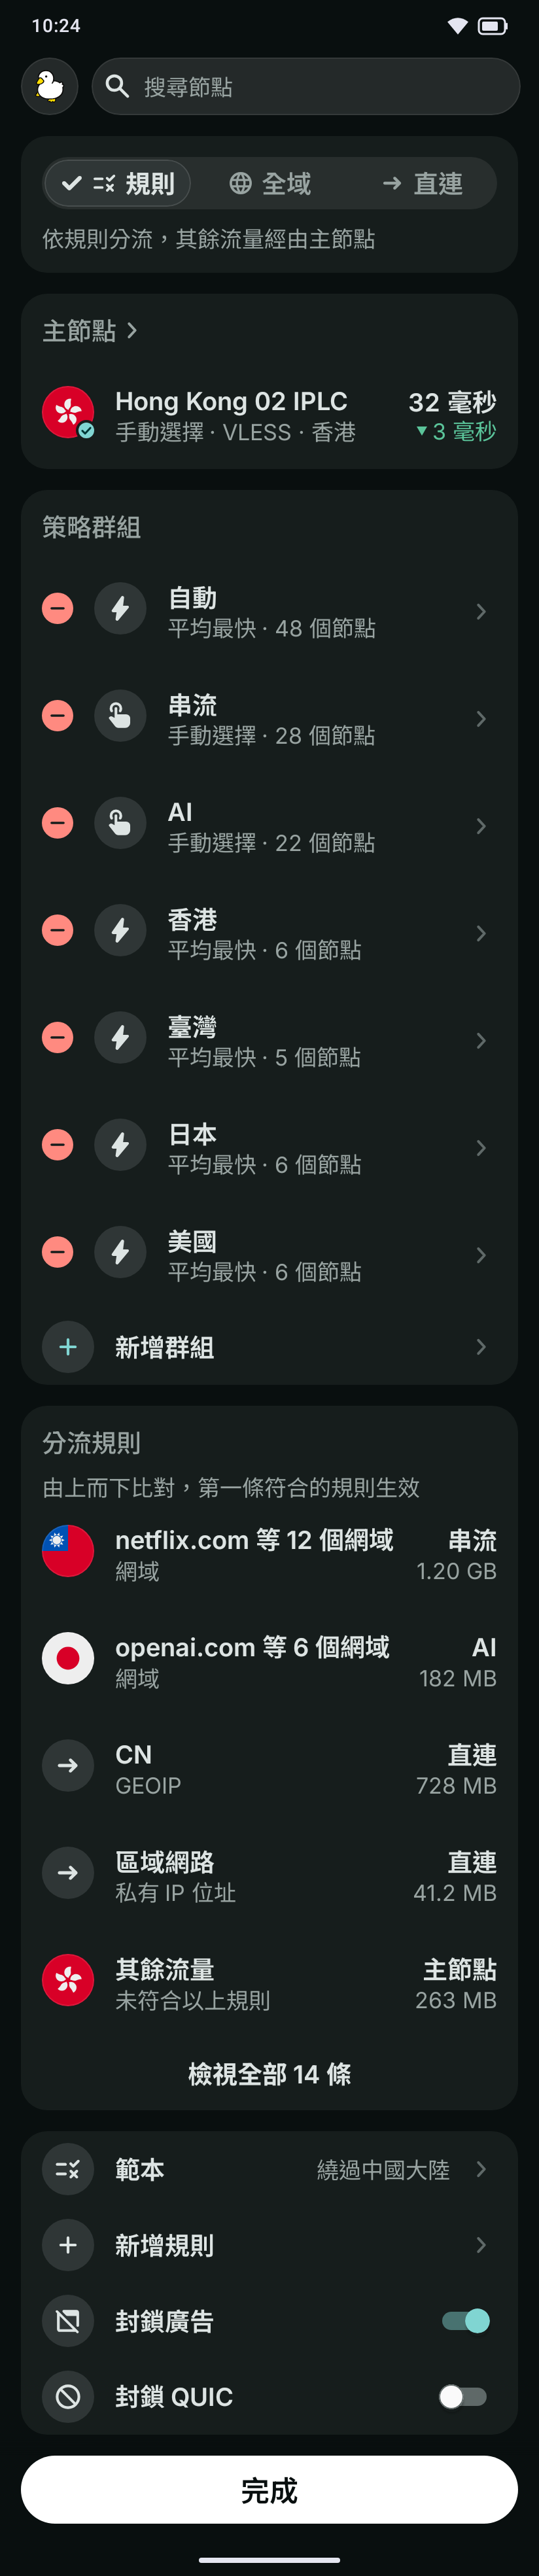 10:24
搜尋節點
規則
全域
直連
依規則分流，其餘流量經由主節點
主節點
Hong Kong 02 IPLC
32 毫秒
手動選擇 · VLESS · 香港
▼3 毫秒
策略群組
自動
平均最快 · 48 個節點
串流
手動選擇 · 28 個節點
AI
手動選擇 · 22 個節點
香港
平均最快 · 6 個節點
臺灣
平均最快 · 5 個節點
日本
平均最快 · 6 個節點
美國
平均最快 · 6 個節點
新增群組
分流規則
由上而下比對，第一條符合的規則生效
netflix.com 等 12 個網域
串流
網域
1.20 GB
openai.com 等 6 個網域
AI
網域
182 MB
CN
直連
GEOIP
728 MB
區域網路
直連
私有 IP 位址
41.2 MB
其餘流量
主節點
未符合以上規則
263 MB
檢視全部 14 條
範本
繞過中國大陸
新增規則
封鎖廣告
封鎖 QUIC
完成